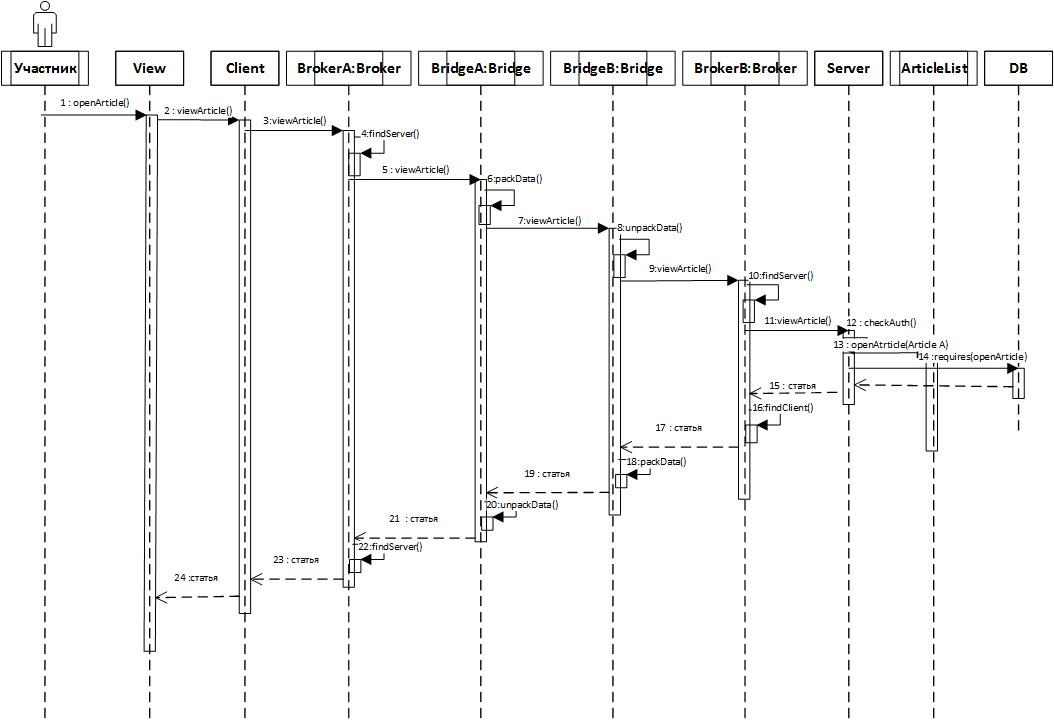 Участник
View
Client
BrokerA:Broker
BridgeA:Bridge
BridgeB:Bridge
BrokerB:Broker
Server
ArticleList
DB
1 : openArticle()
2 : viewArticle()
3:viewArticle()
4:findServer()
5 : viewArticle()
6:packData()
7:viewArticle()
8:unpackData()
9:viewArticle()
10:findServer()
11:viewArticle()
12 : checkAuth()
13 : openAtrticle(Article A)
14 :requires(openArticle)
15 : статья
16:findClient()
17 : статья
18:packData()
19 : статья
20:unpackData()
21 : статья
22:findServer()
23 : статья
24 :статья